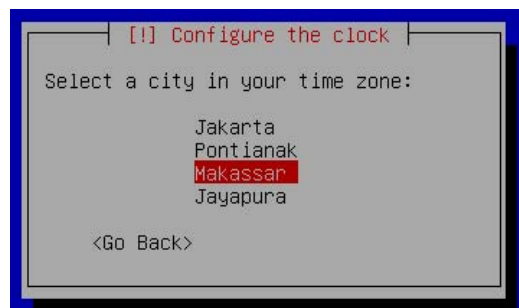 [!] Configure the clock
Select a city in your time zone:
Jakarta
Pontianak
Makassar
Jayapura
<Go Back>